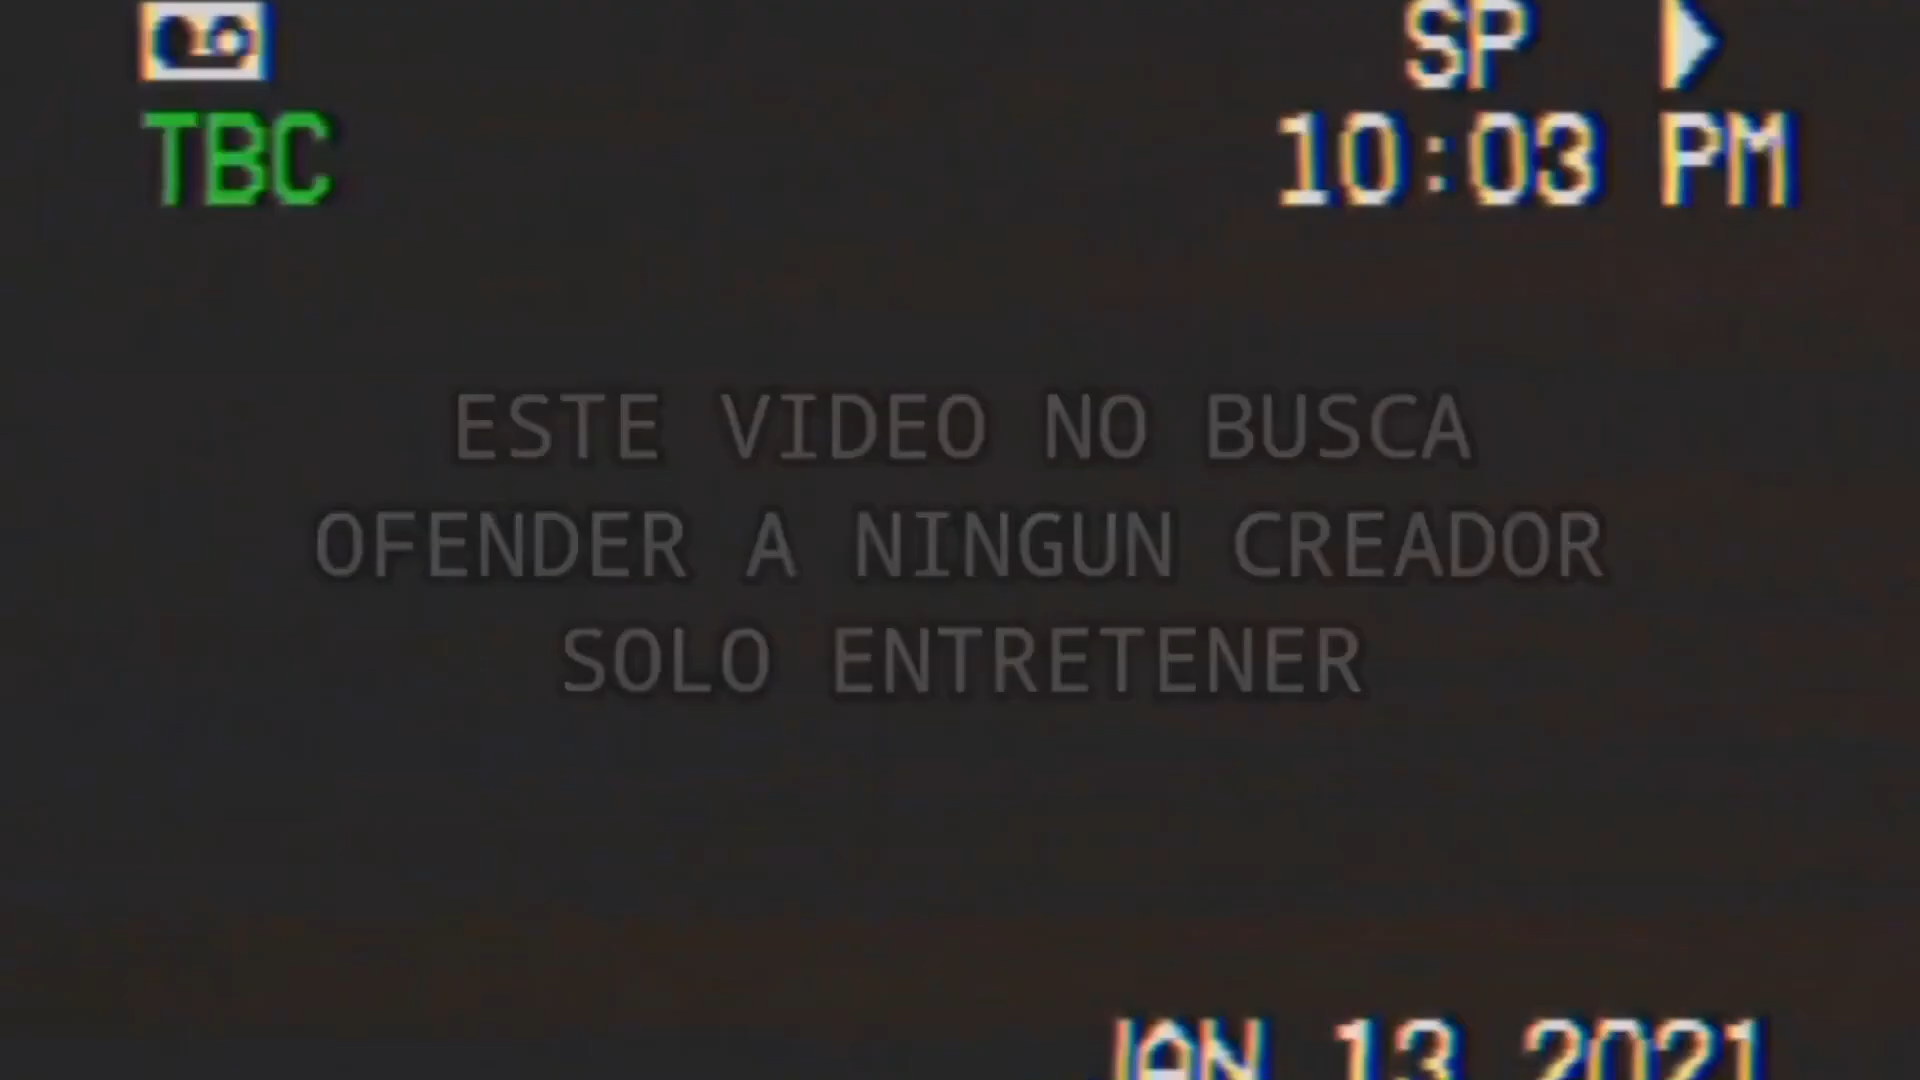 SP
TBC
10:03 PM
ESTE VIDEO NO BUSCA
OFENDER A NINGUN CREADOR
SOLO ENTRETENER
JAN 13 2021